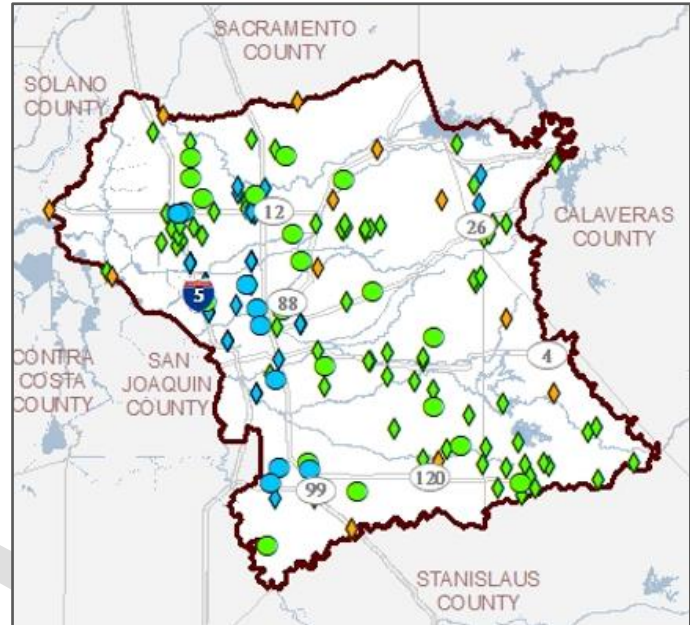 SACRAMENTO
COUNTY
SOLANO
COUNTY
12
26
CALAVERAS
COUNTY
5
88
4
CONTRA
COSTA
COUNTY
SAN
JOAQUIN
COUNTY
120
99
STANISLAUS
COUNTY